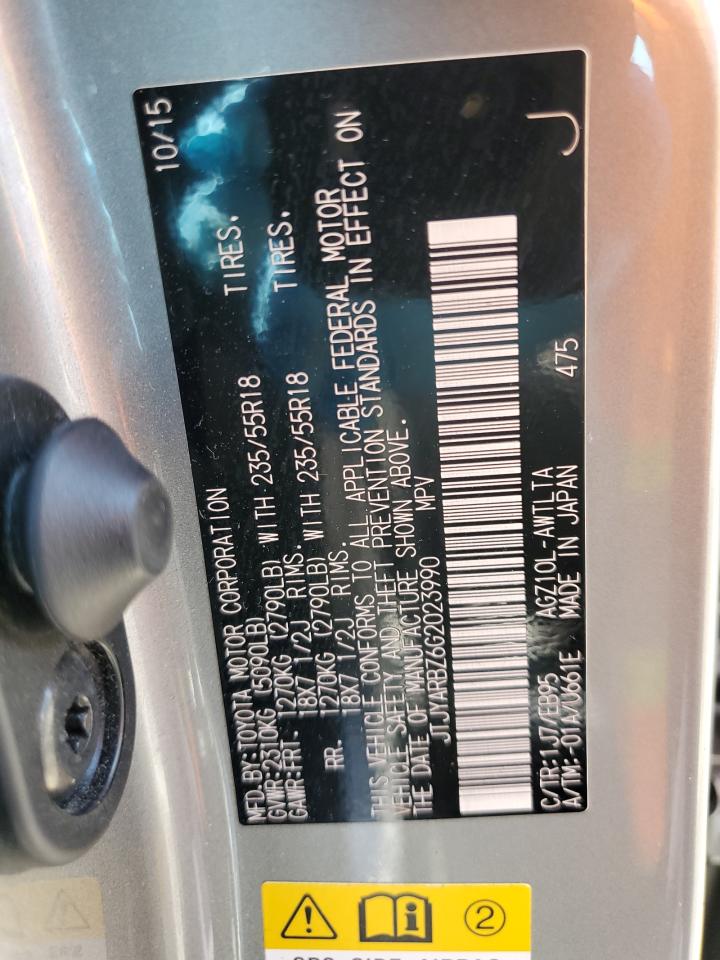 10/15
MFD.BY:TOYOTA MOTOR CORPORATION
GVWR:2310KG (5090LB)
GAWR:FRT. 1270KG (2790LB) WITH 235/55R18 TIRES.
18X7 1/2J RIMS.
RR. 1270KG (2790LB) WITH 235/55R18 TIRES.
18X7 1/2J RIMS.
THIS VEHICLE CONFORMS TO ALL APPLICABLE FEDERAL MOTOR
VEHICLE SAFETY AND THEFT PREVENTION STANDARDS IN EFFECT ON
THE DATE OF MANUFACTURE SHOWN ABOVE.
JTJYARBZ6G2023990 MPV
C/TR:1J7/EB95 AGZ10L-AWTLTA 475
A/TM:-01A/U661E MADE IN JAPAN
J
2